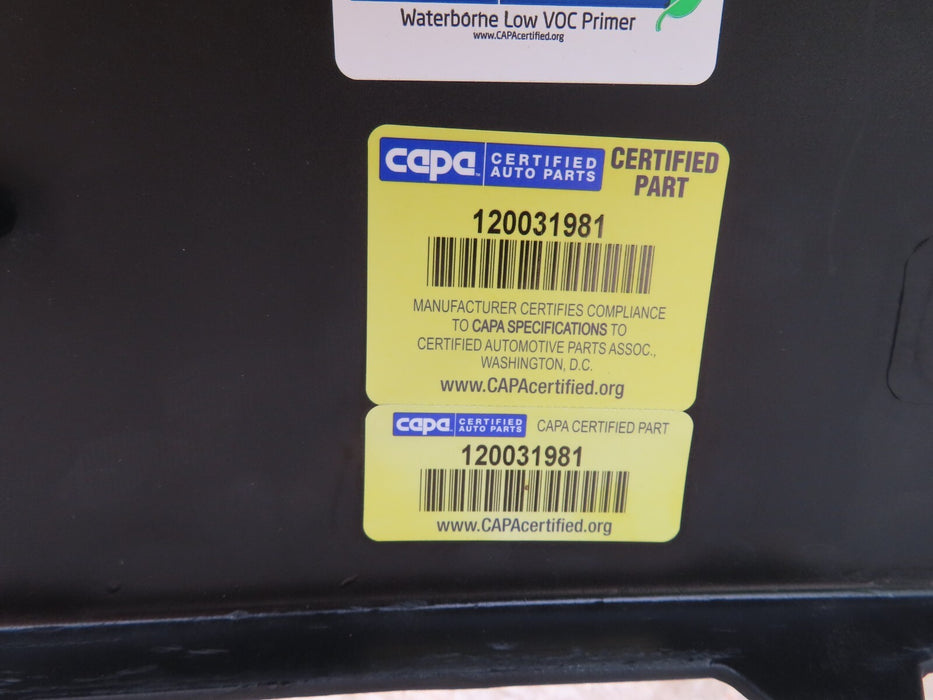 Waterborne Low VOC Primer
www.CAPAcertified.org
capa CERTIFIED AUTO PARTS
CERTIFIED PART
120031981
MANUFACTURER CERTIFIES COMPLIANCE
TO CAPA SPECIFICATIONS TO
CERTIFIED AUTOMOTIVE PARTS ASSOC.,
WASHINGTON, D.C.
www.CAPAcertified.org
capa CERTIFIED AUTO PARTS CAPA CERTIFIED PART
120031981
www.CAPAcertified.org